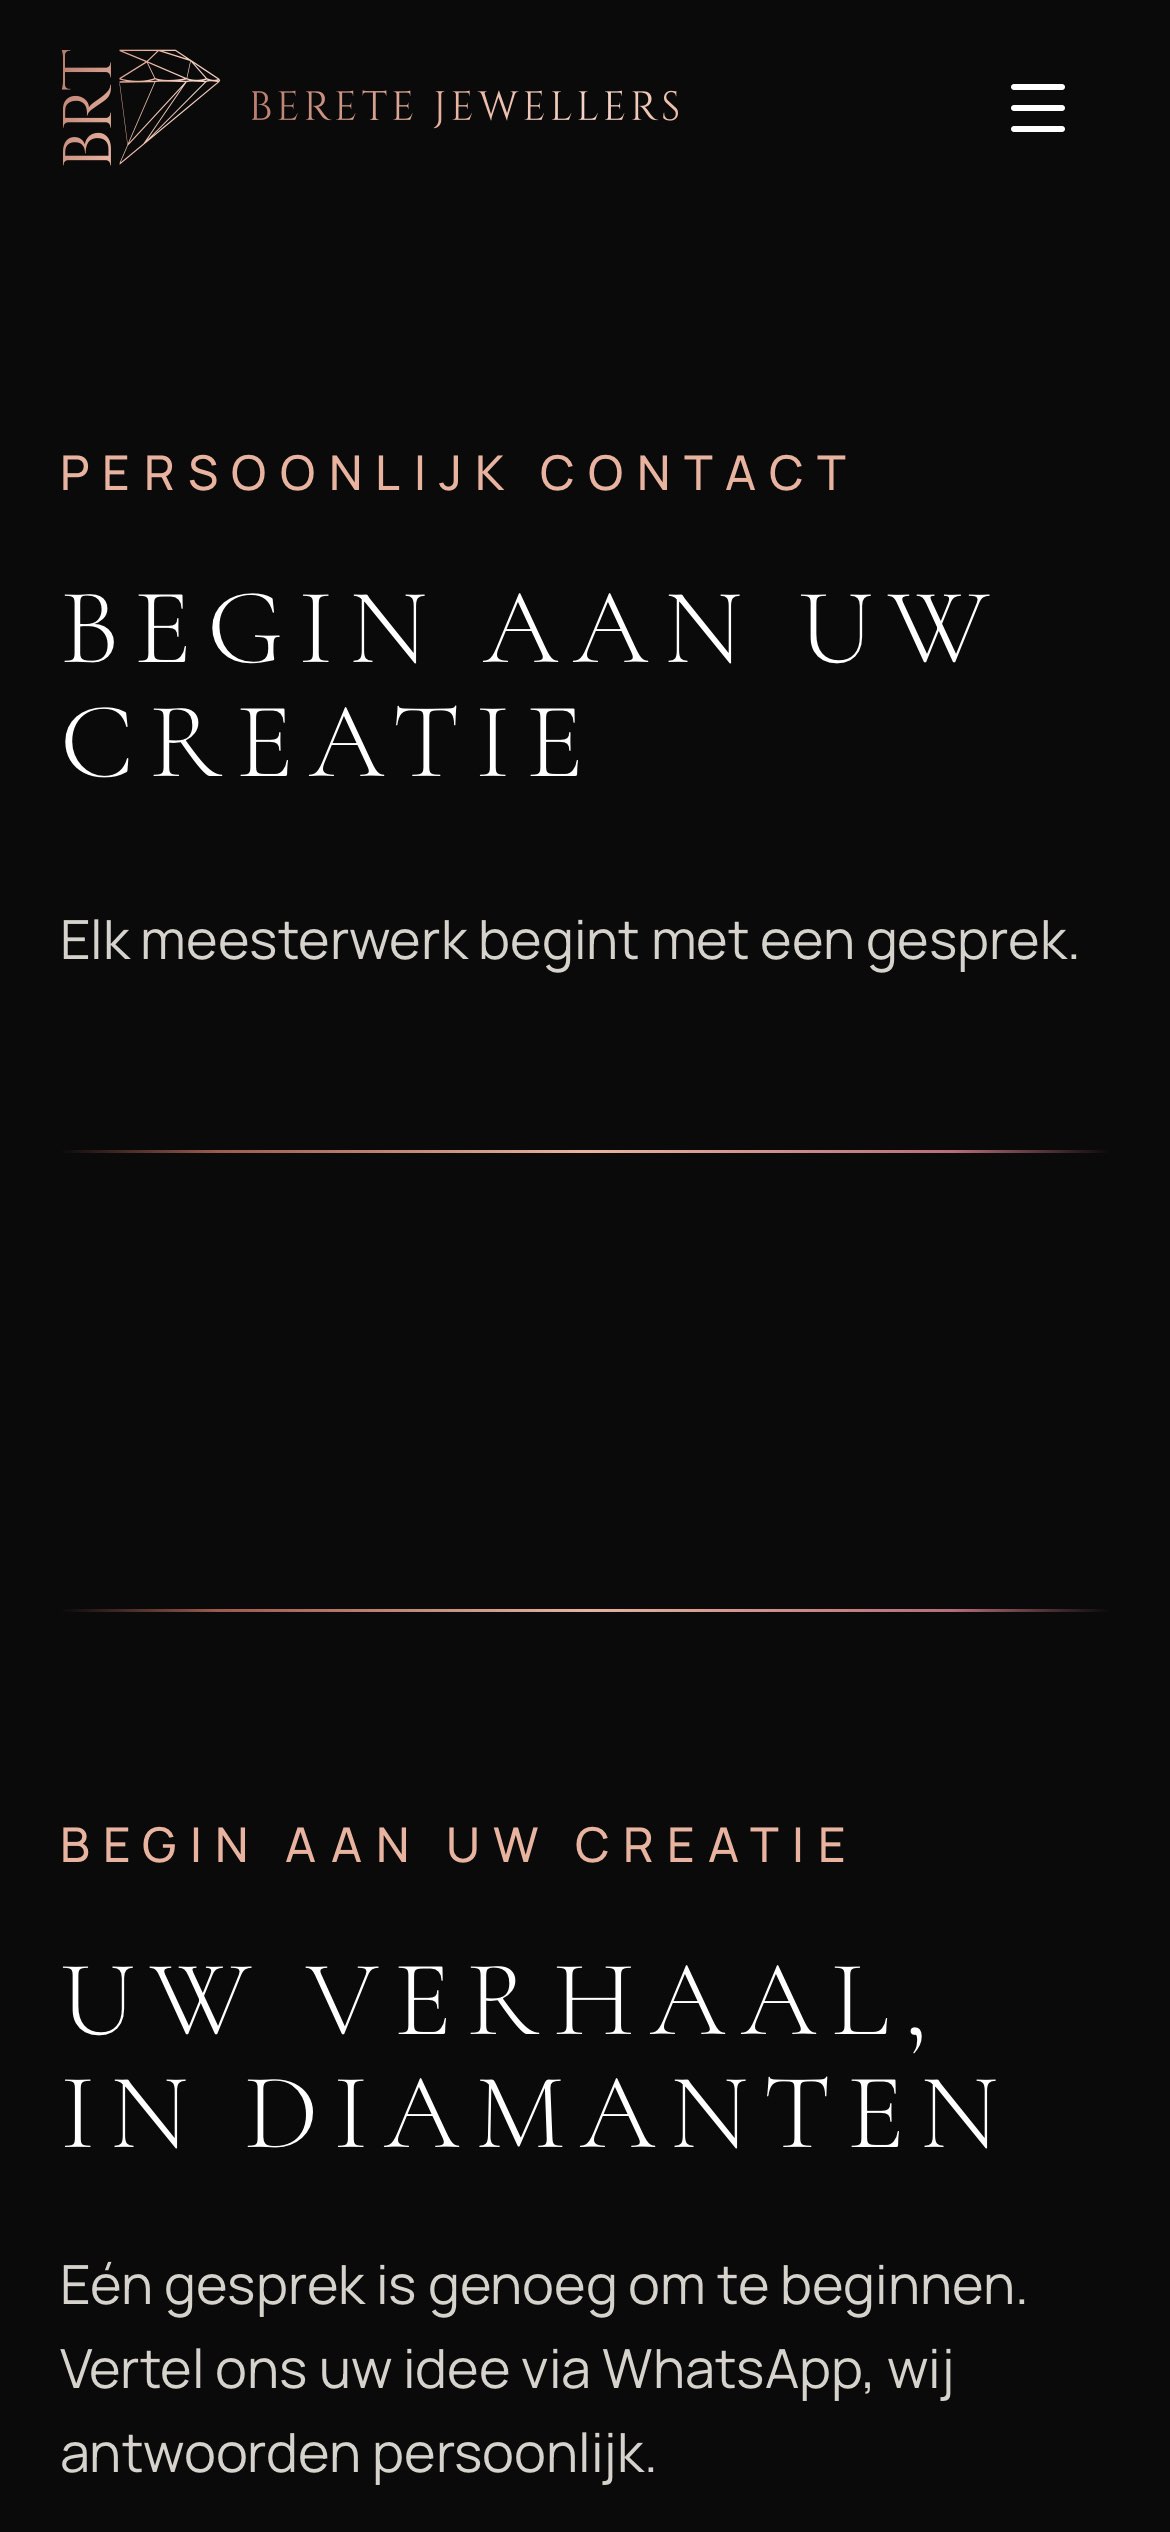 BRT
BERETE JEWELLERS
PERSOONLIJK CONTACT
BEGIN AAN UW
CREATIE
Elk meesterwerk begint met een gesprek.
BEGIN AAN UW CREATIE
UW VERHAAL,
IN DIAMANTEN
Eén gesprek is genoeg om te beginnen.
Vertel ons uw idee via WhatsApp, wij
antwoorden persoonlijk.